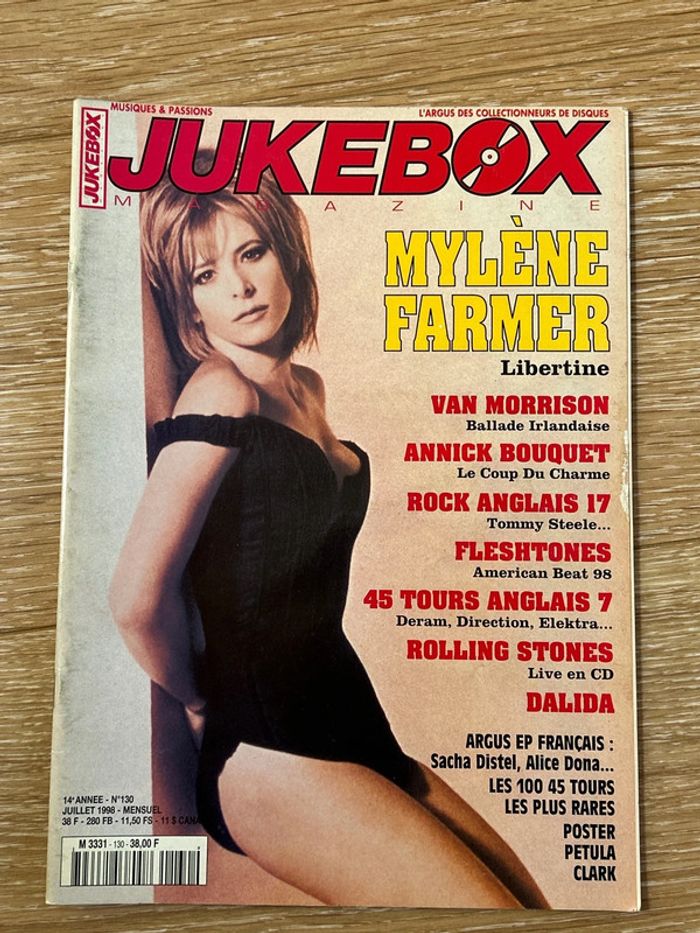 MUSIQUES & PASSIONS
L'ARGUS DES COLLECTIONNEURS DE DISQUES
JUKEBOX
JUKEBOX
MAGAZINE
MYLÈNE
FARMER
Libertine
VAN MORRISON
Ballade Irlandaise
ANNICK BOUQUET
Le Coup Du Charme
ROCK ANGLAIS 17
Tommy Steele...
FLESHTONES
American Beat 98
45 TOURS ANGLAIS 7
Deram, Direction, Elektra...
ROLLING STONES
Live en CD
DALIDA
ARGUS EP FRANÇAIS :
Sacha Distel, Alice Dona...
LES 100 45 TOURS
LES PLUS RARES
POSTER
PETULA
CLARK
14e ANNEE - N°130
JUILLET 1998 - MENSUEL
38 F - 280 FB - 11,50 FS - 11 $ CANA
M 3331 - 130 - 38,00 F